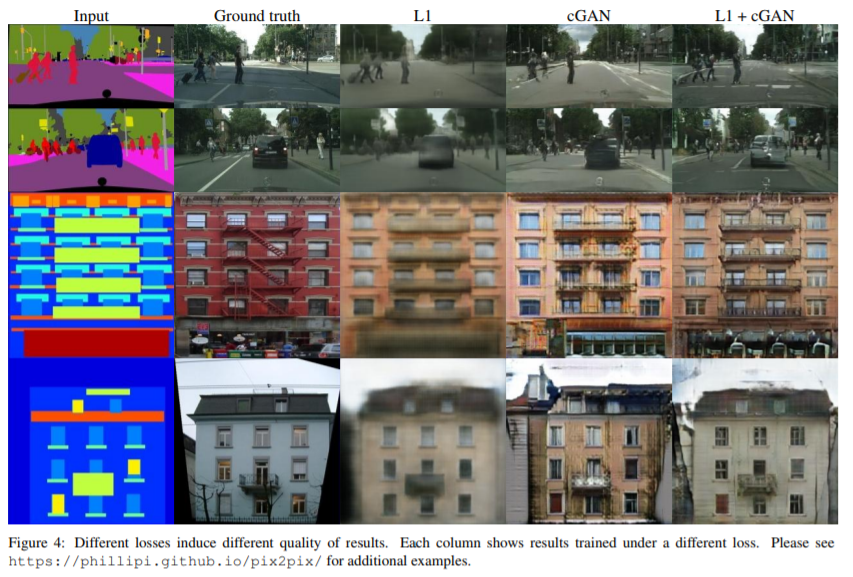 Input Ground truth L1 cGAN L1 + cGAN
Figure 4: Different losses induce different quality of results. Each column shows results trained under a different loss. Please see
https://phillipi.github.io/pix2pix/ for additional examples.